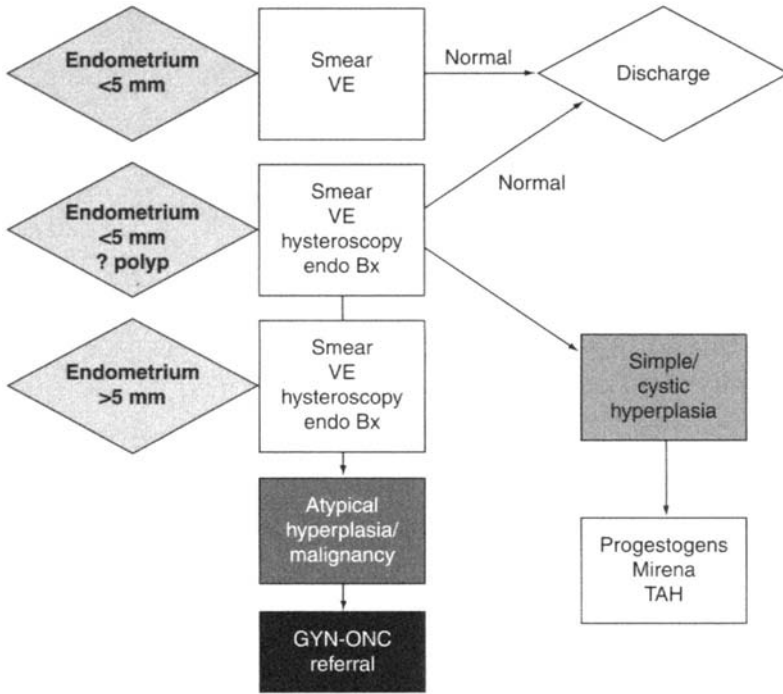 Endometrium
<5 mm
Smear
VE
Normal
Discharge
Endometrium
<5 mm
? polyp
Smear
VE
hysteroscopy
endo Bx
Normal
Endometrium
>5 mm
Smear
VE
hysteroscopy
endo Bx
Simple/
cystic
hyperplasia
Atypical
hyperplasia/
malignancy
Progestogens
Mirena
TAH
GYN-ONC
referral